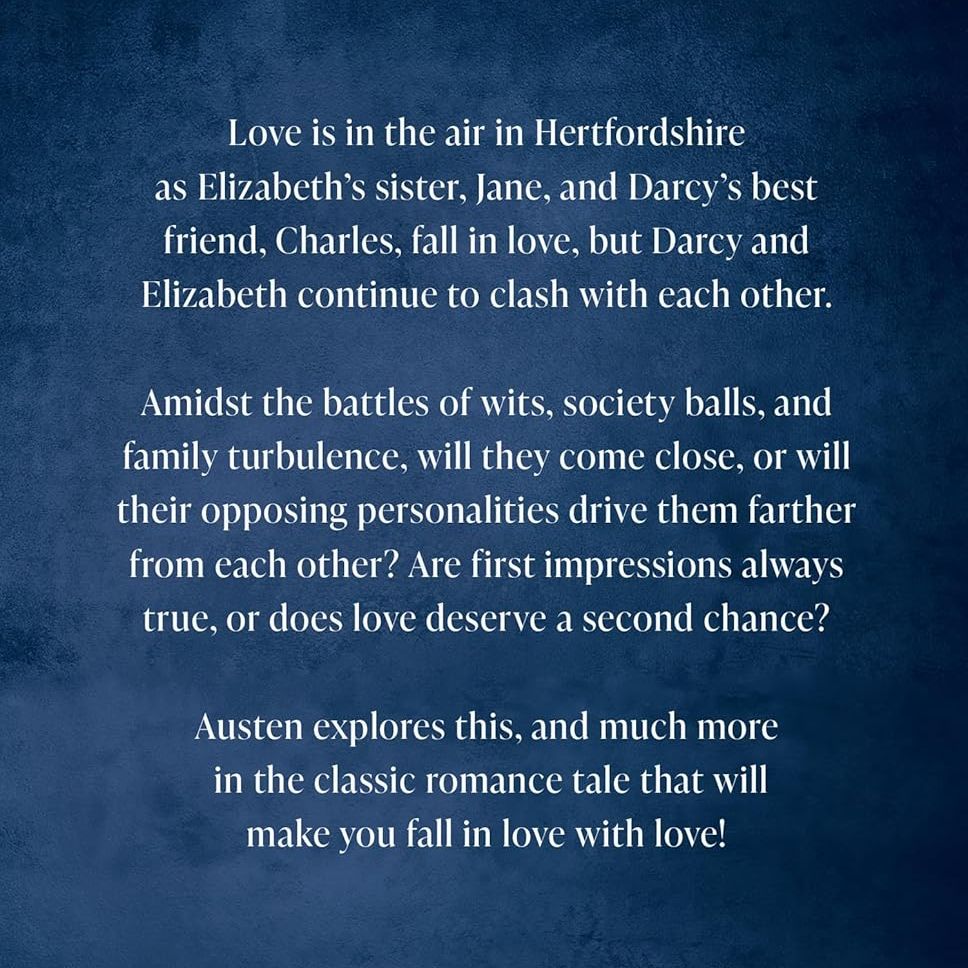 Love is in the air in Hertfordshire
as Elizabeth’s sister, Jane, and Darcy’s best
friend, Charles, fall in love, but Darcy and
Elizabeth continue to clash with each other.
Amidst the battles of wits, society balls, and
family turbulence, will they come close, or will
their opposing personalities drive them farther
from each other? Are first impressions always
true, or does love deserve a second chance?
Austen explores this, and much more
in the classic romance tale that will
make you fall in love with love!